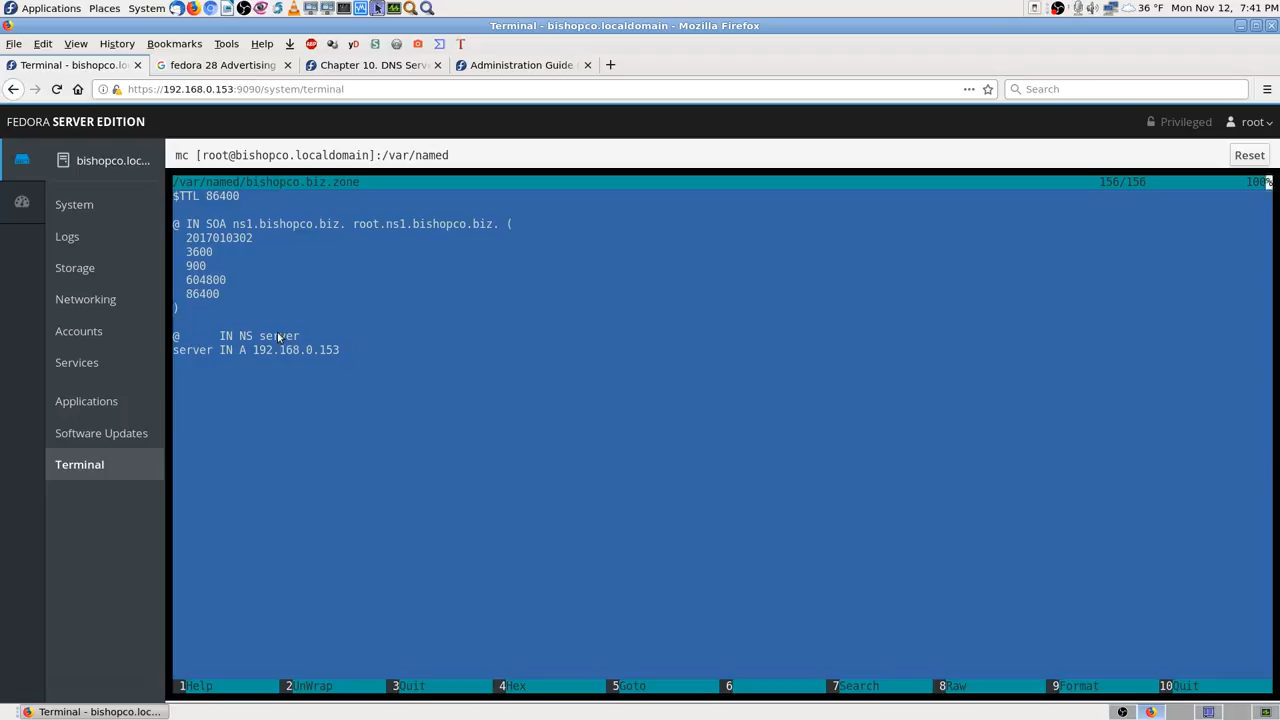 Applications Places System 36 °F Mon Nov 12, 7:41 PM
Terminal - bishopco.localdomain - Mozilla Firefox
File Edit View History Bookmarks Tools Help
Terminal - bishopco.lo
fedora 28 Advertising
Chapter 10. DNS Serv
Administration Guide
https://192.168.0.153:9090/system/terminal
Search
FEDORA SERVER EDITION
Privileged
root
bishopco.loc...
mc [root@bishopco.localdomain]:/var/named
Reset
System
Logs
Storage
Networking
Accounts
Services
Applications
Software Updates
Terminal
/var/named/bishopco.biz.zone 156/156 100%
$TTL 86400
@ IN SOA ns1.bishopco.biz. root.ns1.bishopco.biz. (
2017010302
3600
900
604800
86400
)
@ IN NS server
server IN A 192.168.0.153
1Help 2UnWrap 3Quit 4Hex 5Goto 6 7Search 8Raw 9Format 10Quit
Terminal - bishopco.loc...